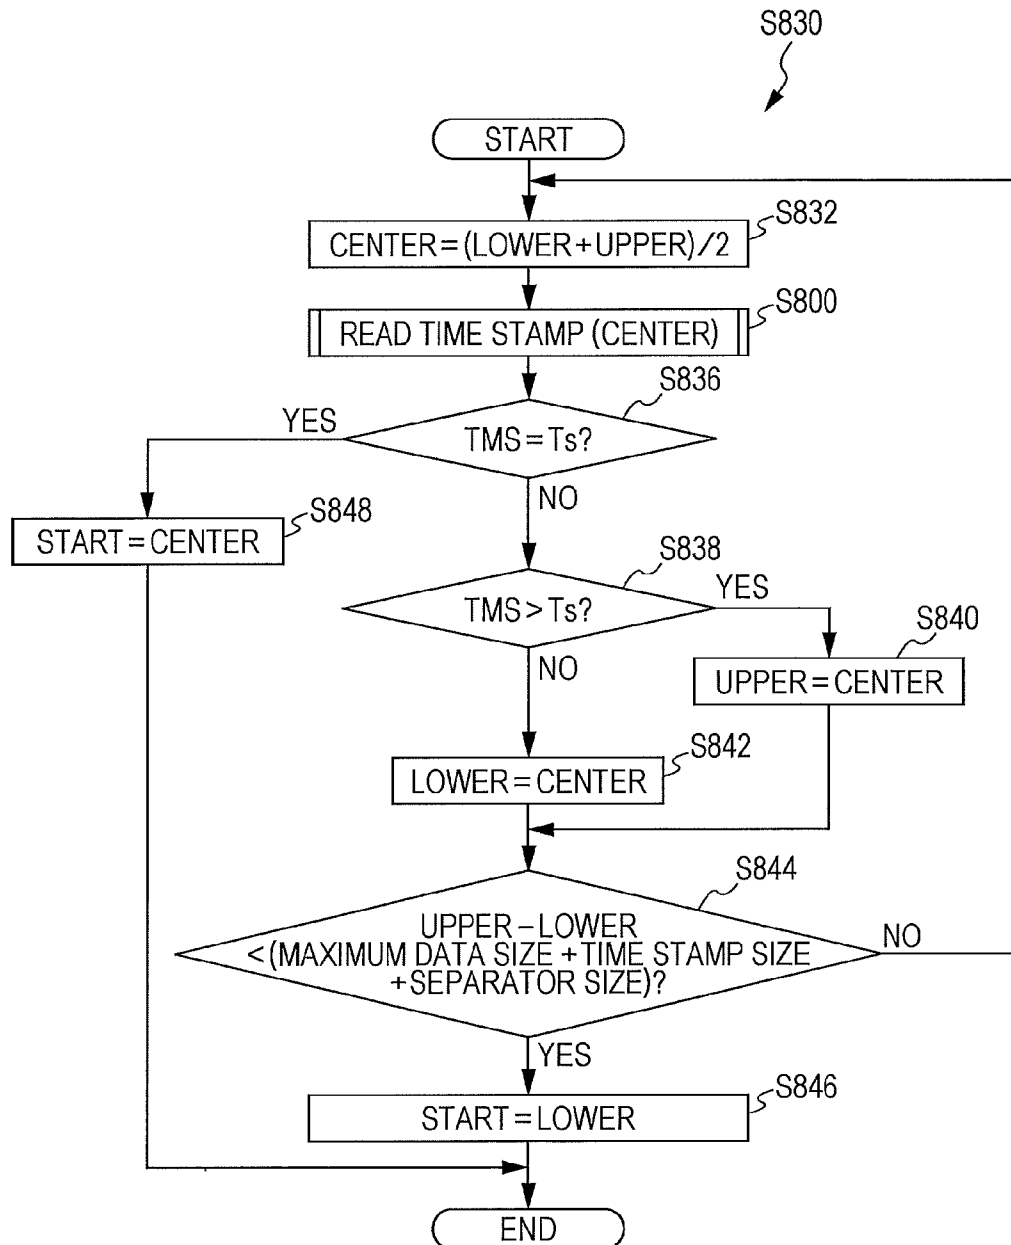 S830
START
S832
CENTER=(LOWER+UPPER)/2
S800
READ TIME STAMP (CENTER)
S836
YES
TMS=Ts?
NO
S848
START=CENTER
S838
YES
TMS>Ts?
NO
S840
UPPER=CENTER
S842
LOWER=CENTER
S844
UPPER-LOWER
<(MAXIMUM DATA SIZE+TIME STAMP SIZE
+SEPARATOR SIZE)?
NO
YES
S846
START=LOWER
END